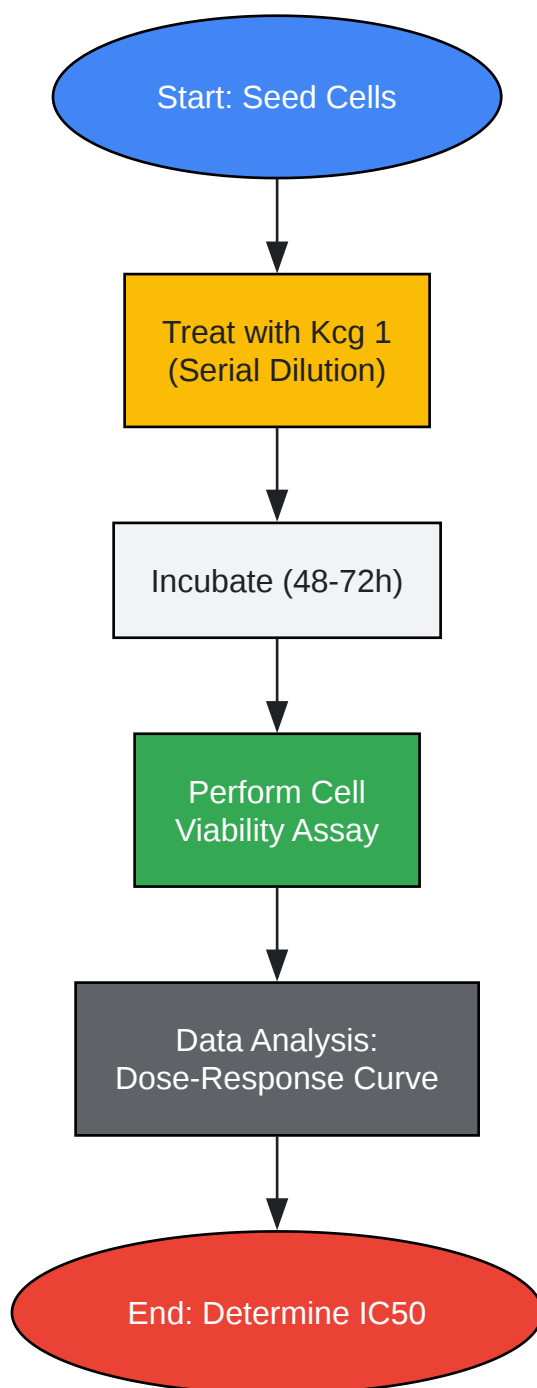 Start: Seed Cells
Treat with Kcg 1
(Serial Dilution)
Incubate (48-72h)
Perform Cell
Viability Assay
Data Analysis:
Dose-Response Curve
End: Determine IC50